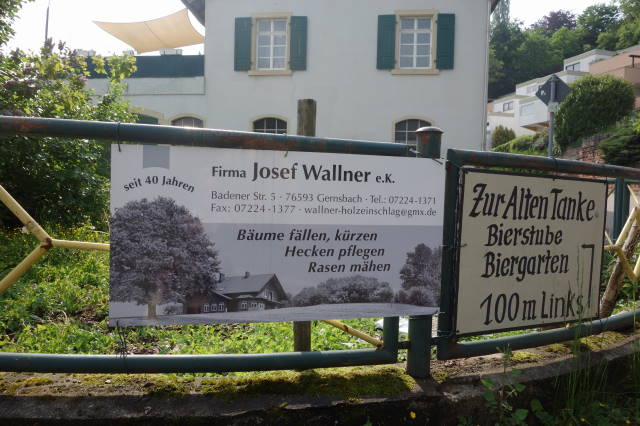 seit 40 Jahren
Firma Josef Wallner e.K.
Badener Str. 5 · 76593 Gernsbach · Tel.: 07224-1371
Fax: 07224 -1377 · wallner-holzeinschlag@gmx.de
Bäume fällen, kürzen
Hecken pflegen
Rasen mähen
Zur Alten Tanke
Bierstube
Biergarten
100 m Links